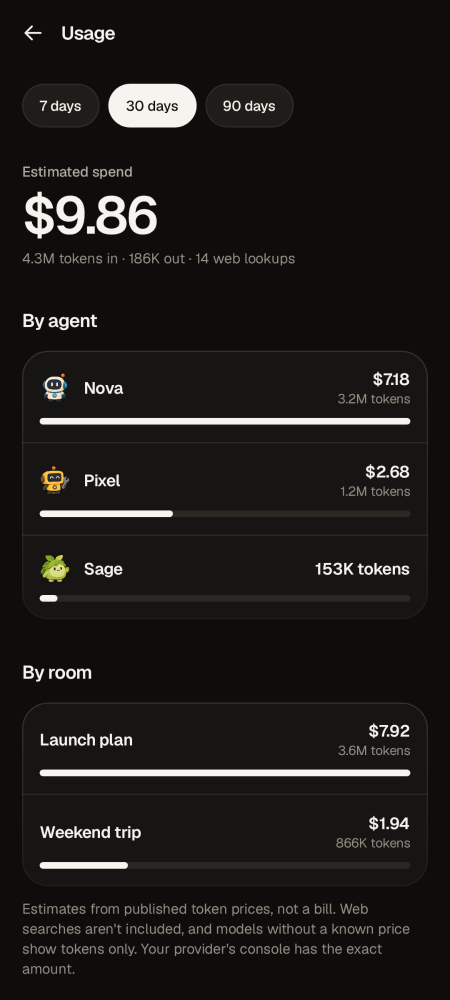 Usage
7 days
30 days
90 days
Estimated spend
$9.86
4.3M tokens in · 186K out · 14 web lookups
By agent
Nova
$7.18
3.2M tokens
Pixel
$2.68
1.2M tokens
Sage
153K tokens
By room
Launch plan
$7.92
3.6M tokens
Weekend trip
$1.94
866K tokens
Estimates from published token prices, not a bill. Web
searches aren't included, and models without a known price
show tokens only. Your provider's console has the exact
amount.